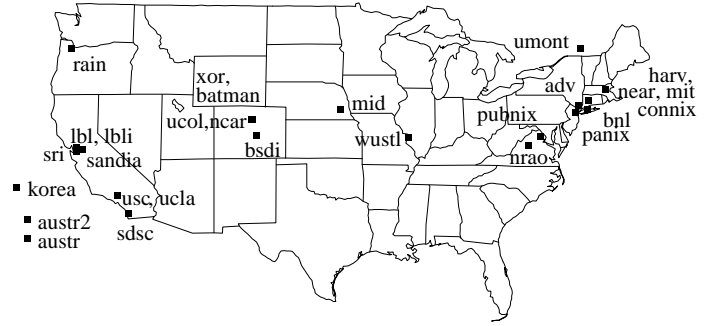 umont
rain
harv,
xor,
adv
near, mit
batman
mid
connix
pubnix
ucol,ncar
bnl
lbl, lbli
wustl
panix
bsdi
sri
sandia
nrao
korea
usc, ucla
austr2
sdsc
austr